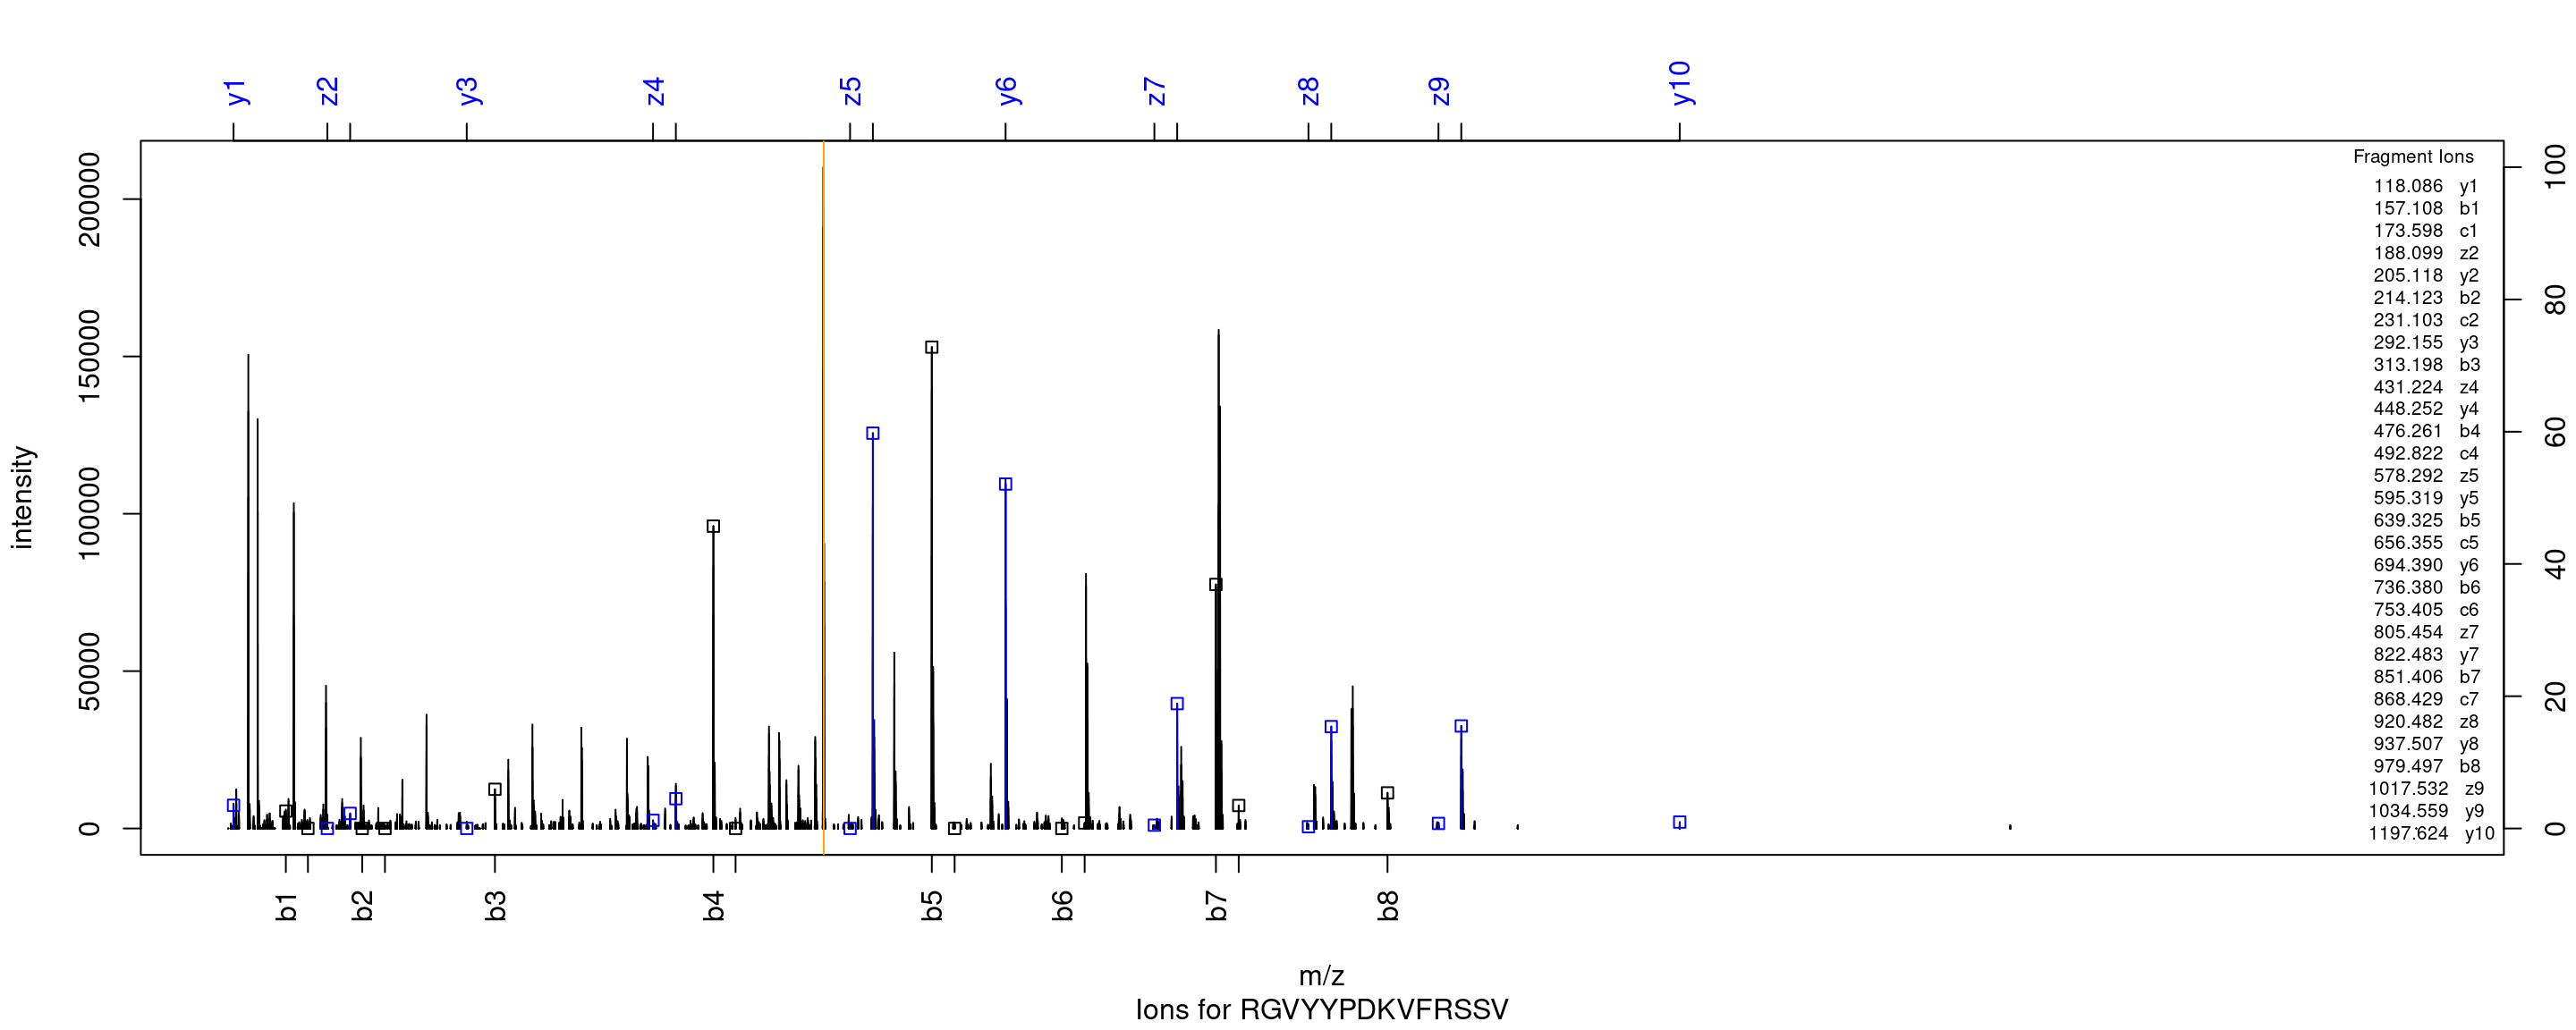 y1 z2 y3 z4 z5 y6 z7 z8 z9 y10
intensity
0 50000 100000 150000 200000
0 20 40 60 80 100
Fragment Ions
118.086 y1
157.108 b1
173.598 c1
188.099 z2
205.118 y2
214.123 b2
231.103 c2
292.155 y3
313.198 b3
431.224 z4
448.252 y4
476.261 b4
492.822 c4
578.292 z5
595.319 y5
639.325 b5
656.355 c5
694.390 y6
736.380 b6
753.405 c6
805.454 z7
822.483 y7
851.406 b7
868.429 c7
920.482 z8
937.507 y8
979.497 b8
1017.532 z9
1034.559 y9
1197.624 y10
b1 b2 b3 b4 b5 b6 b7 b8
m/z
Ions for RGVYYPDKVFRSSV